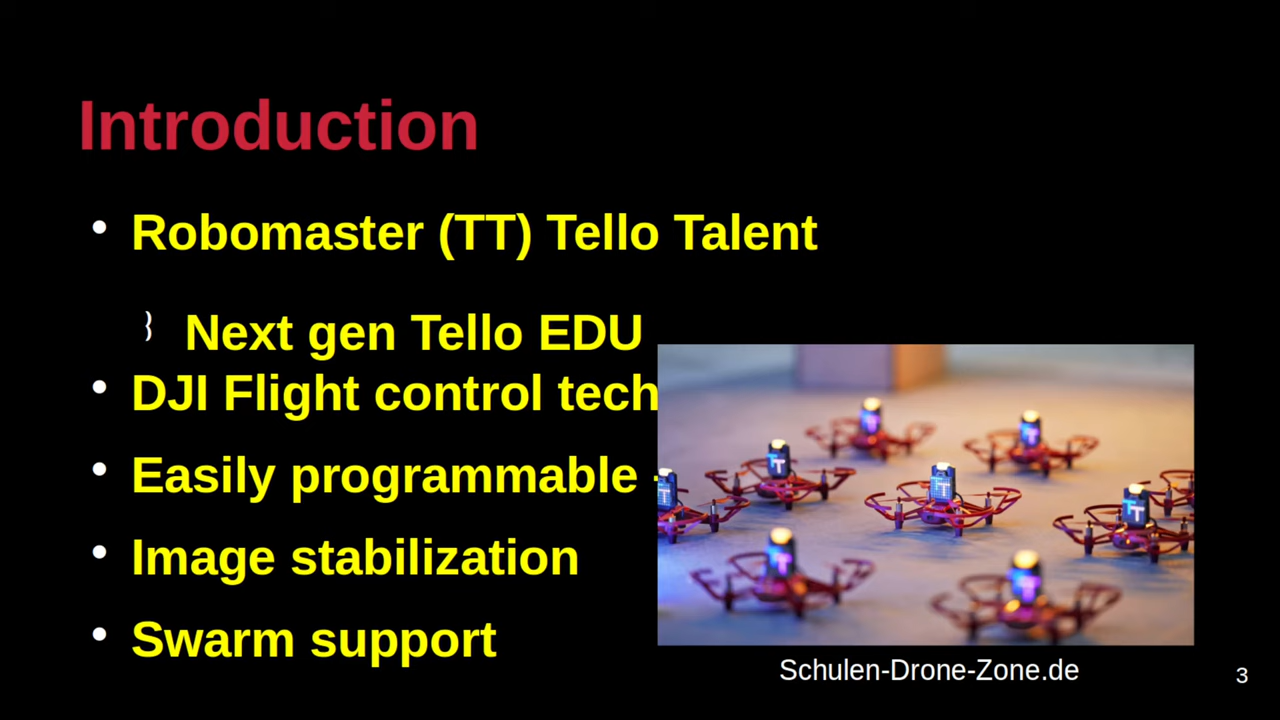 Introduction
• Robomaster (TT) Tello Talent
Next gen Tello EDU
• DJI Flight control tech
• Easily programmable -
• Image stabilization
• Swarm support
TT
Schulen-Drone-Zone.de
3